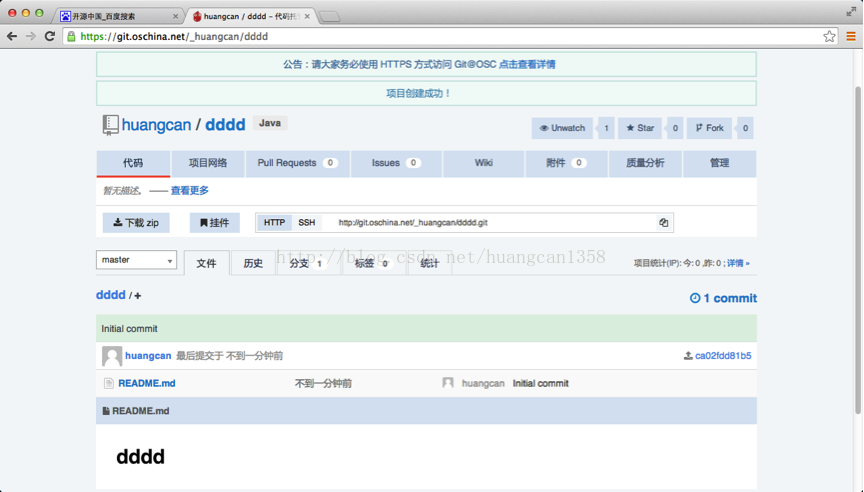 开源中国_百度搜索
huangcan / dddd - 代码托
https://git.oschina.net/_huangcan/dddd
公告：请大家务必使用 HTTPS 方式访问 Git@OSC 点击查看详情
项目创建成功！
huangcan / dddd Java
Unwatch 1 Star 0 Fork 0
代码 项目网络 Pull Requests 0 Issues 0 Wiki 附件 0 质量分析 管理
暂无描述。 —— 查看更多
下载 zip 挂件 HTTP SSH http://git.oschina.net/_huangcan/dddd.git
master 文件 历史 分支 1 标签 0 统计 项目统计(IP): 今: 0 ,昨: 0 ; 详情 »
http://blog.csdn.net/huangcan1358
dddd / +
1 commit
Initial commit
huangcan 最后提交于 不到一分钟前 ca02fdd81b5
README.md 不到一分钟前 huangcan Initial commit
README.md
dddd